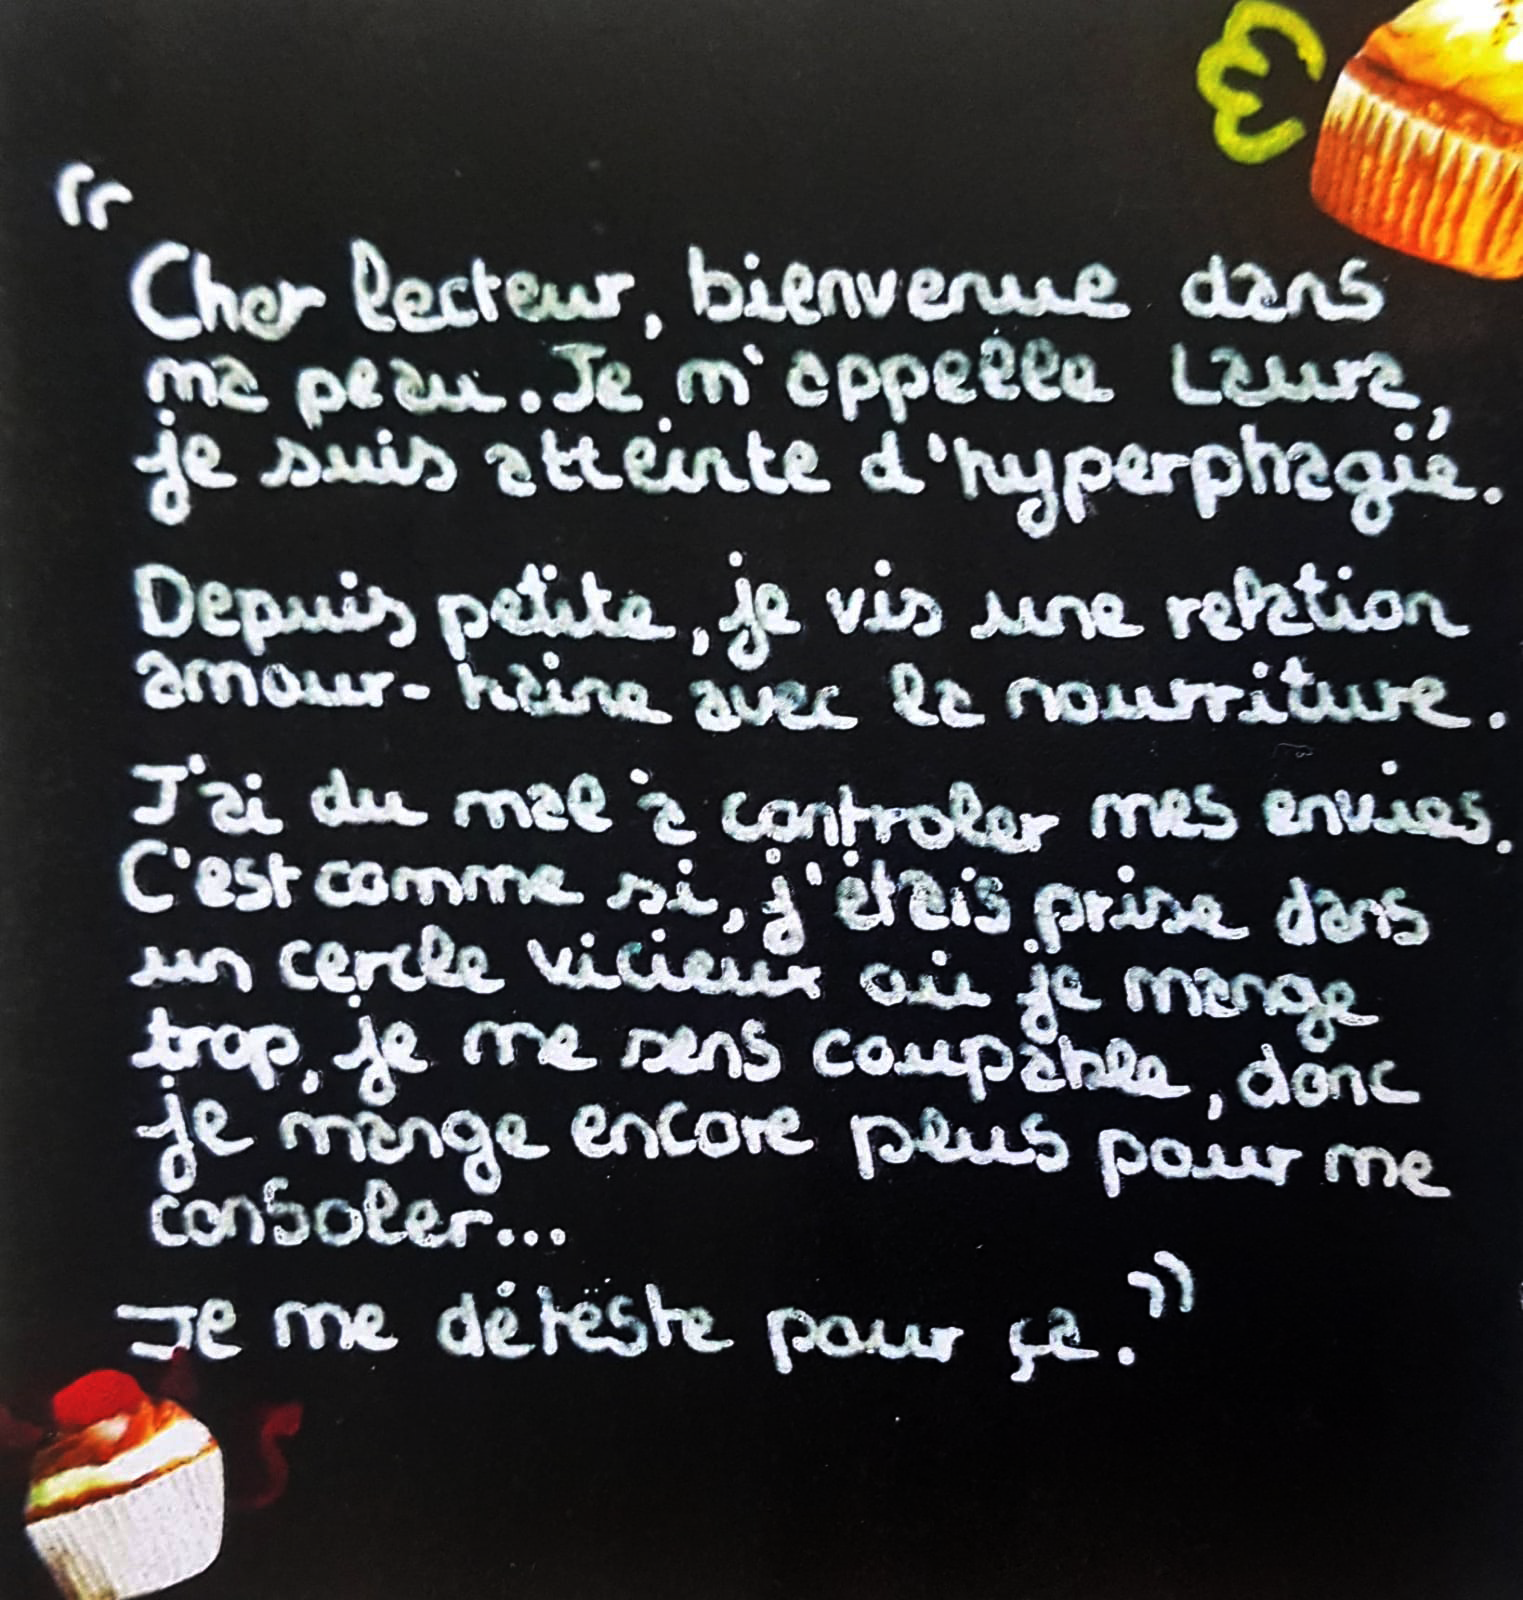 “
Cher lecteur, bienvenue dans
ma peau. Je m'appelle Laura,
je suis atteinte d'hyperphagie.
Depuis petite, je vis une relation
amour-haine avec la nourriture.
J'ai du mal à controler mes envies.
C'est comme si, j'étais prise dans
un cercle vicieux où je mange
trop, je me sens coupable, donc
je mange encore plus pour me
consoler...
Je me déteste pour ça.”